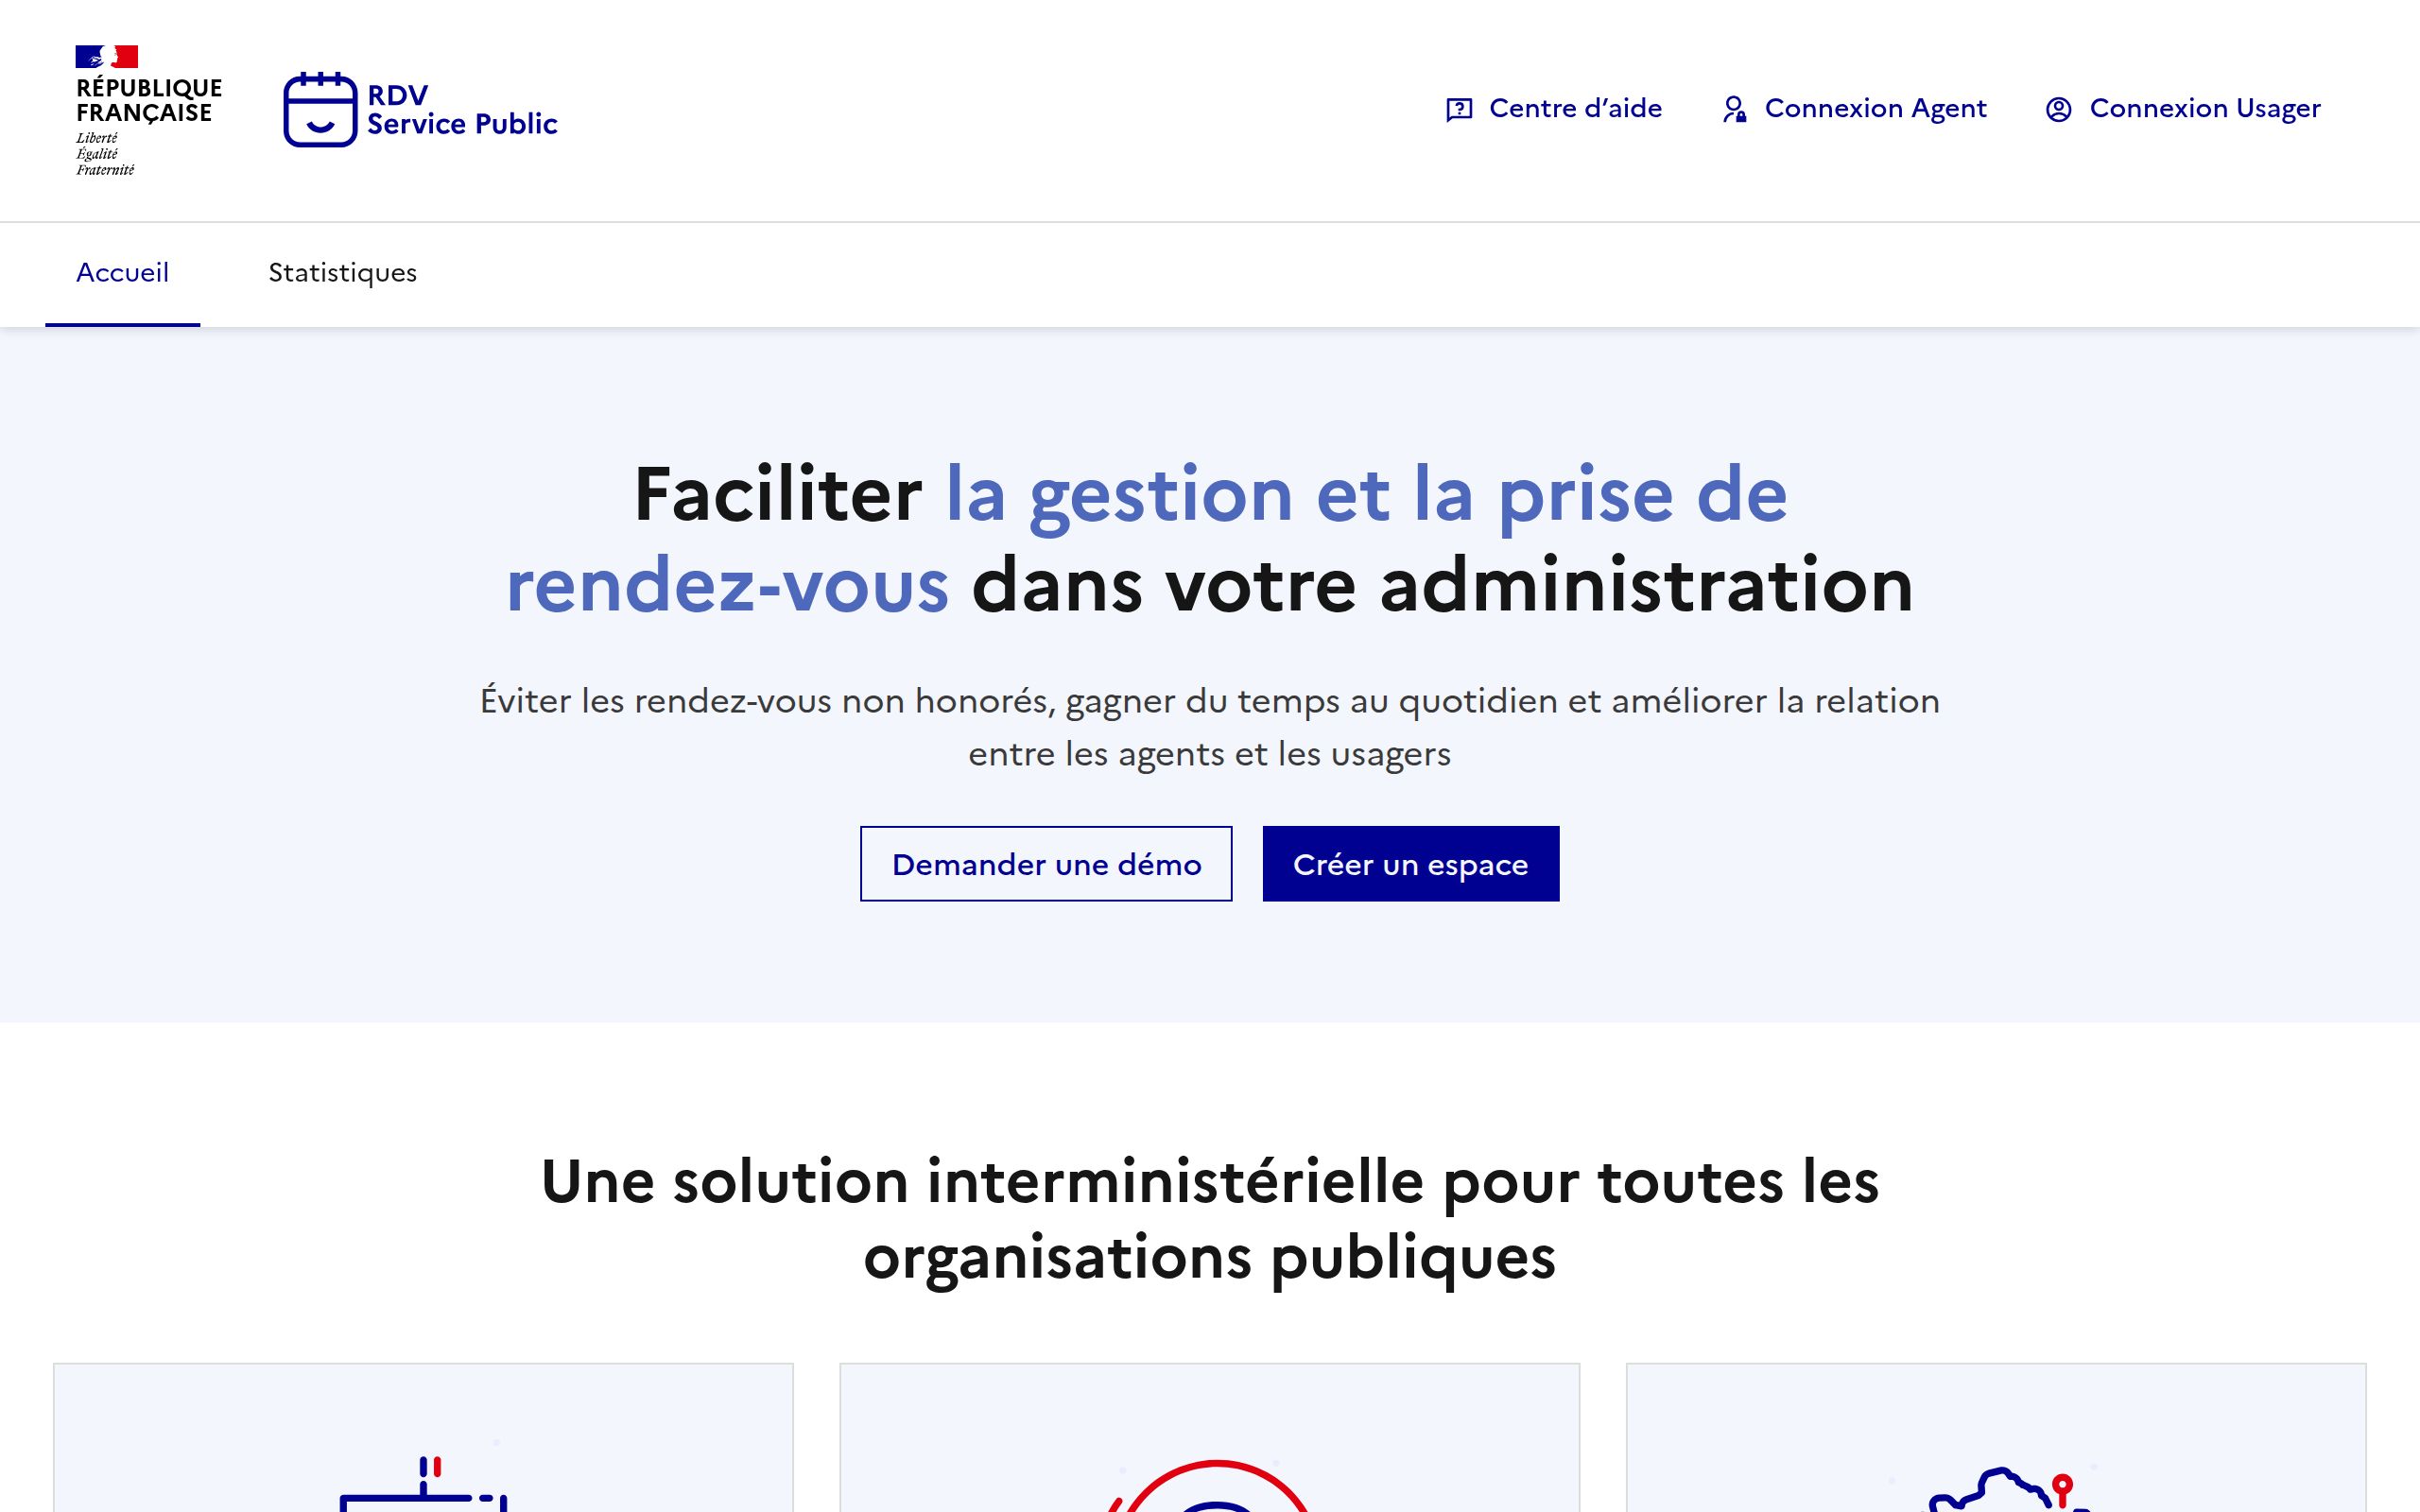 RÉPUBLIQUE
FRANÇAISE
Liberté
Égalité
Fraternité
RDV
Service Public
Centre d’aide
Connexion Agent
Connexion Usager
Accueil
Statistiques
Faciliter la gestion et la prise de
rendez-vous dans votre administration
Éviter les rendez-vous non honorés, gagner du temps au quotidien et améliorer la relation
entre les agents et les usagers
Demander une démo
Créer un espace
Une solution interministérielle pour toutes les
organisations publiques